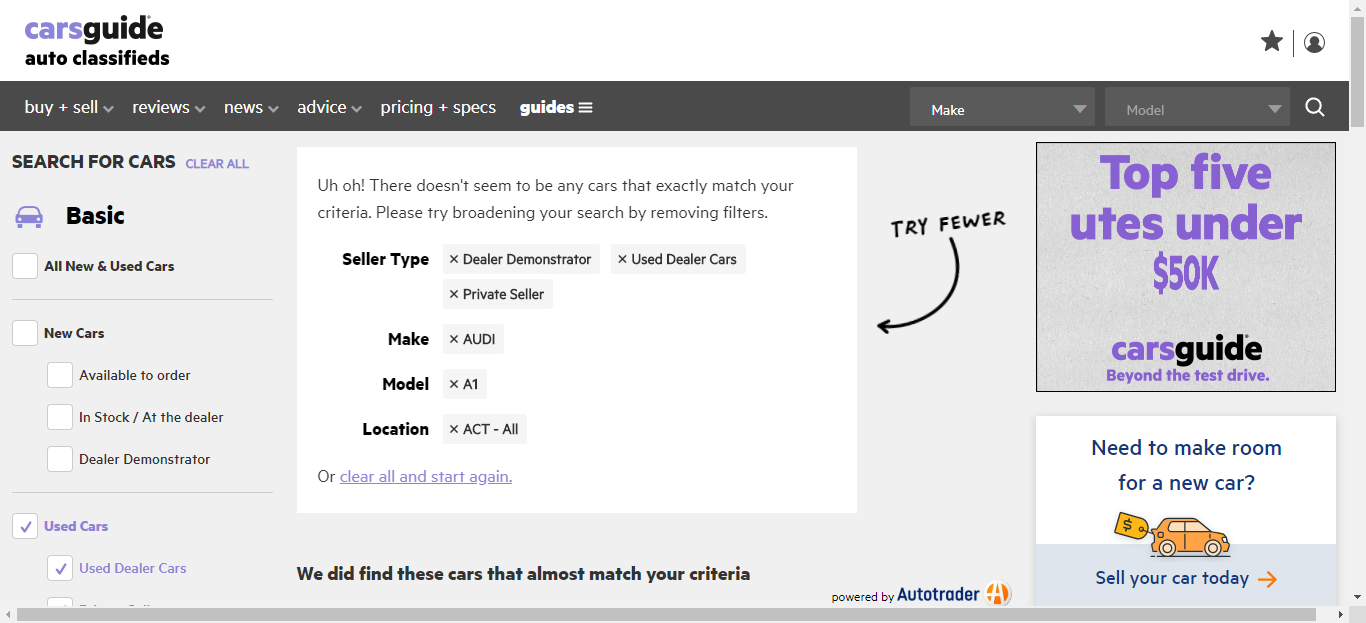 carsguide
auto classifieds
buy + sell
reviews
news
advice
pricing + specs
guides
Make
Model
SEARCH FOR CARS CLEAR ALL
Basic
All New & Used Cars
New Cars
Available to order
In Stock / At the dealer
Dealer Demonstrator
Used Cars
Used Dealer Cars
Uh oh! There doesn't seem to be any cars that exactly match your
criteria. Please try broadening your search by removing filters.
Seller Type × Dealer Demonstrator × Used Dealer Cars
× Private Seller
Make × AUDI
Model × A1
Location × ACT - All
Or clear all and start again.
TRY FEWER
We did find these cars that almost match your criteria
powered by Autotrader
Top five
utes under
$50K
carsguide
Beyond the test drive.
Need to make room
for a new car?
$
Sell your car today